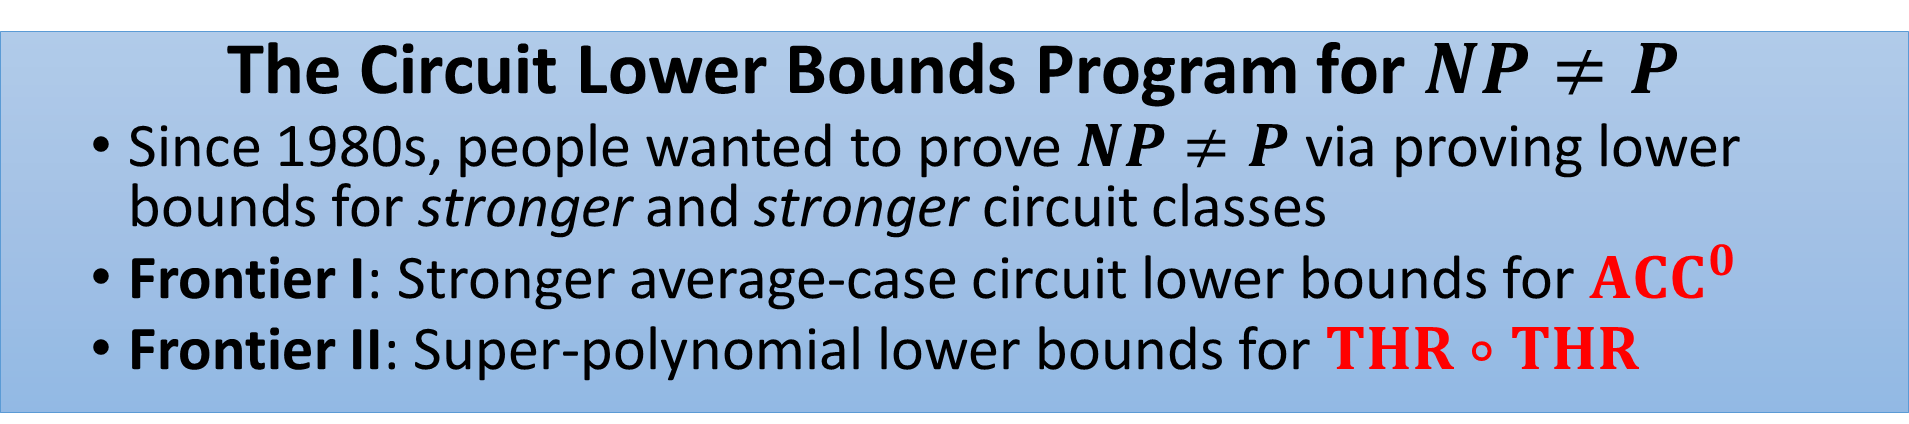 The Circuit Lower Bounds Program for NP ≠ P
• Since 1980s, people wanted to prove NP ≠ P via proving lower
bounds for stronger and stronger circuit classes
• Frontier I: Stronger average-case circuit lower bounds for ACC⁰
• Frontier II: Super-polynomial lower bounds for THR ∘ THR